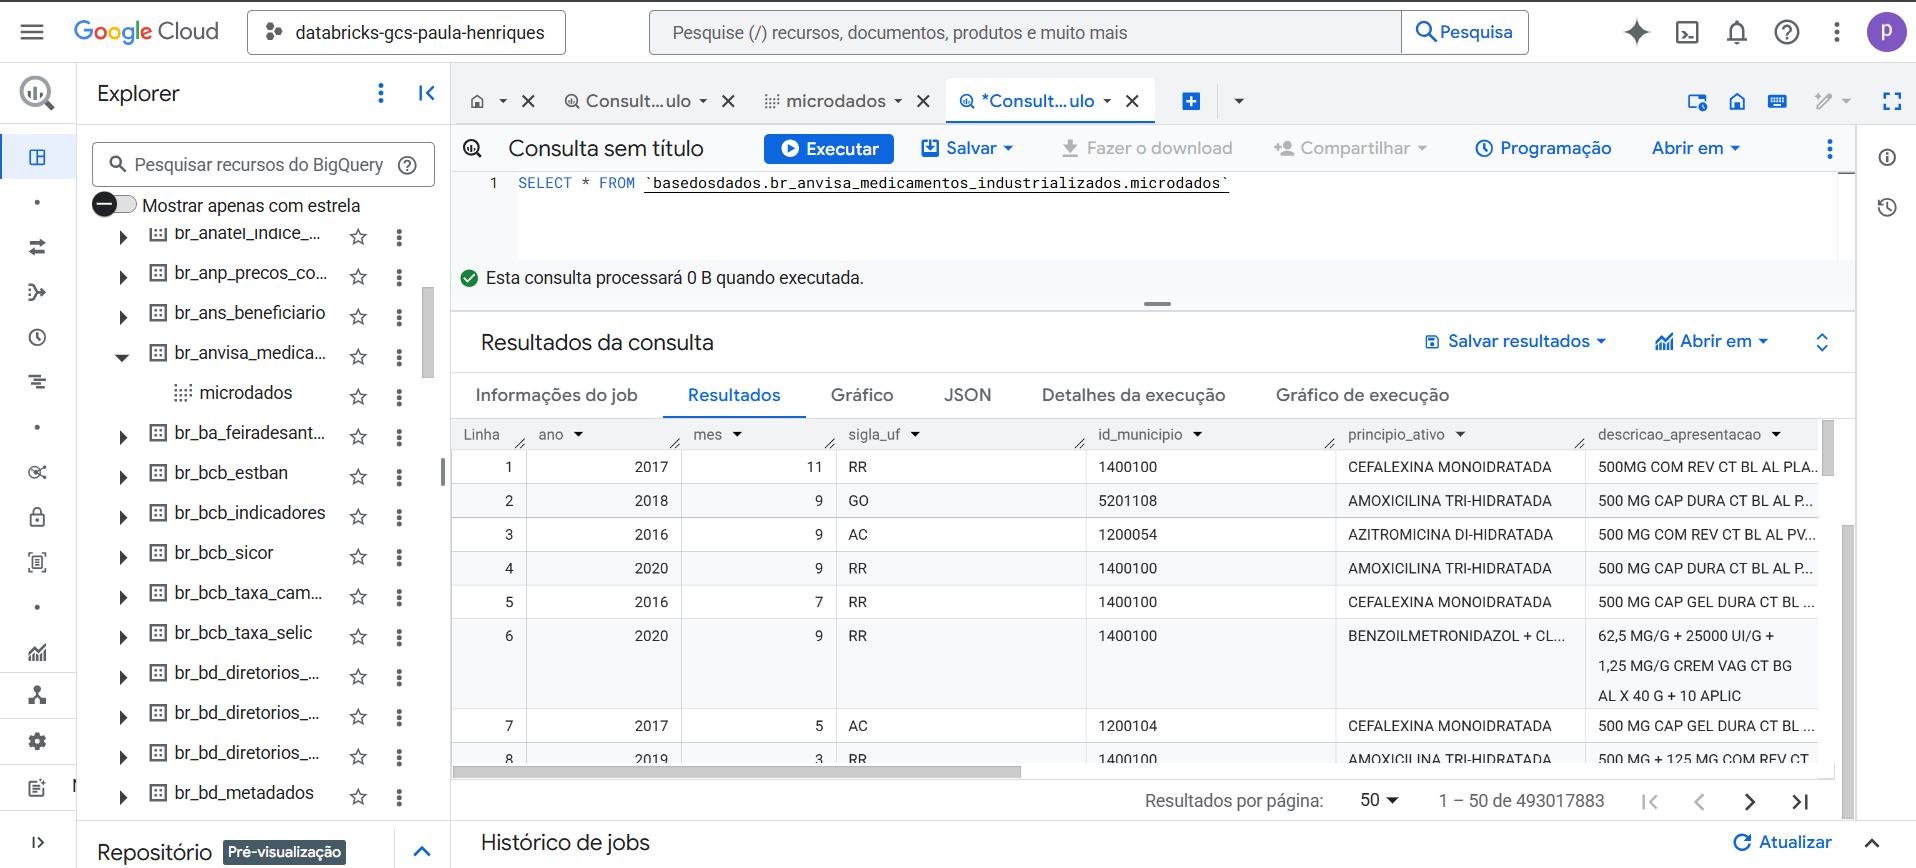 Google Cloud
databricks-gcs-paula-henriques
Pesquise (/) recursos, documentos, produtos e muito mais
Pesquisa
p
Explorer
Pesquisar recursos do BigQuery
Mostrar apenas com estrela
br_anatel_indice_...
br_anp_precos_co...
br_ans_beneficiario
br_anvisa_medica...
microdados
br_ba_feiradesant...
br_bcb_estban
br_bcb_indicadores
br_bcb_sicor
br_bcb_taxa_cam...
br_bcb_taxa_selic
br_bd_diretorios_...
br_bd_diretorios_...
br_bd_diretorios_...
br_bd_metadados
Repositório Pré-visualização
Consult...ulo
microdados
*Consult...ulo
Consulta sem título
Executar
Salvar
Fazer o download
Compartilhar
Programação
Abrir em
1 SELECT * FROM `basedosdados.br_anvisa_medicamentos_industrializados.microdados`
Esta consulta processará 0 B quando executada.
Resultados da consulta
Salvar resultados
Abrir em
Informações do job Resultados Gráfico JSON Detalhes da execução Gráfico de execução
Linha ano mes sigla_uf id_municipio principio_ativo descricao_apresentacao
1 2017 11 RR 1400100 CEFALEXINA MONOIDRATADA 500MG COM REV CT BL AL PLA...
2 2018 9 GO 5201108 AMOXICILINA TRI-HIDRATADA 500 MG CAP DURA CT BL AL P...
3 2016 9 AC 1200054 AZITROMICINA DI-HIDRATADA 500 MG COM REV CT BL AL PV...
4 2020 9 RR 1400100 AMOXICILINA TRI-HIDRATADA 500 MG CAP DURA CT BL AL P...
5 2016 7 RR 1400100 CEFALEXINA MONOIDRATADA 500 MG CAP GEL DURA CT BL ...
6 2020 9 RR 1400100 BENZOILMETRONIDAZOL + CL... 62,5 MG/G + 25000 UI/G +
1,25 MG/G CREM VAG CT BG
AL X 40 G + 10 APLIC
7 2017 5 AC 1200104 CEFALEXINA MONOIDRATADA 500 MG CAP GEL DURA CT BL ...
8 2019 3 RR 1400100 AMOXICILINA TRI-HIDRATADA 500 MG + 125 MG COM REV CT
Resultados por página: 50 1 – 50 de 493017883
Histórico de jobs
Atualizar